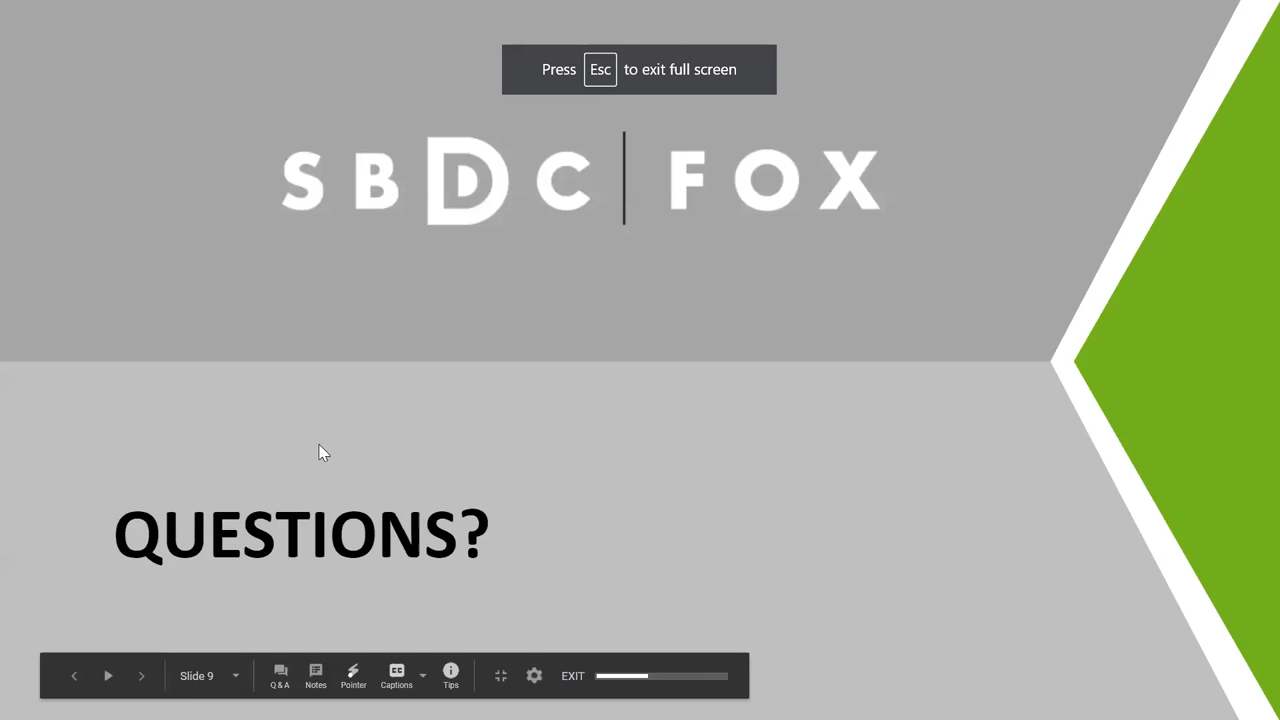 Press Esc to exit full screen
SBDC | FOX
QUESTIONS?
Slide 9
Q & A
Notes
Pointer
Captions
Tips
EXIT